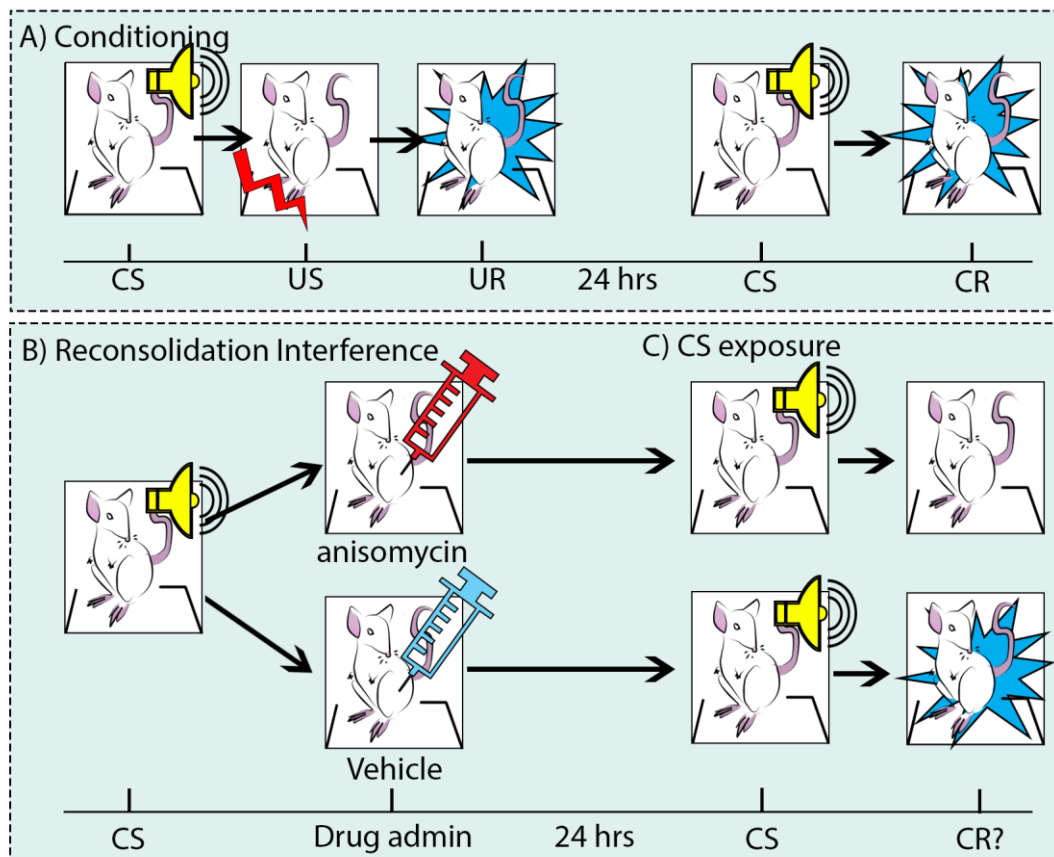 A) Conditioning
CS US UR 24 hrs CS CR
B) Reconsolidation Interference
C) CS exposure
anisomycin
Vehicle
CS Drug admin 24 hrs CS CR?